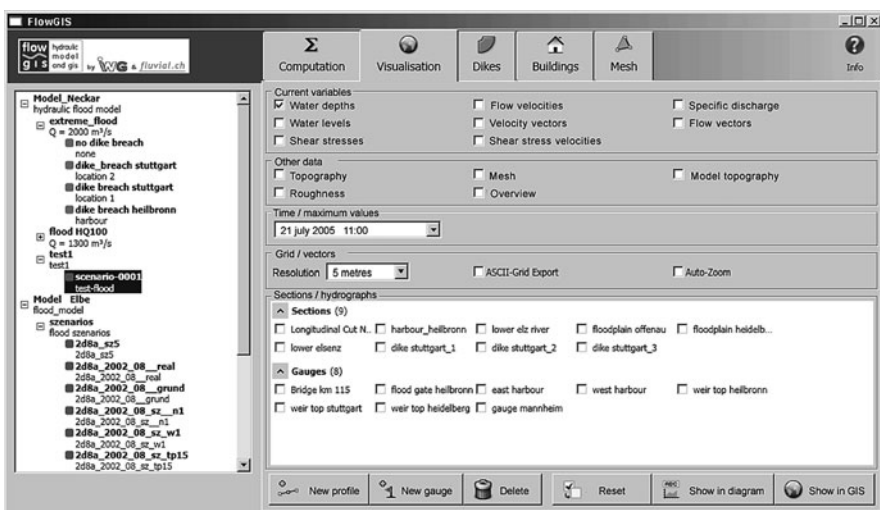 FlowGIS
flow gis hydraulic model and gis by WG & fluvial.ch
Σ Computation
Visualisation
Dikes
Buildings
Mesh
Info
Model_Neckar
hydraulic flood model
extreme_flood
Q = 2000 m³/s
no dike breach
none
dike_breach stuttgart
location 2
dike breach stuttgart
location 1
dike breach heilbronn
harbour
flood HQ100
Q = 1300 m³/s
test1
test1
scenario-0001
test-flood
Model Elbe
flood_model
szenarios
flood szenarios
2d8a_sz5
2d8a_sz5
2d8a_2002_08__real
2d8a_2002_08__real
2d8a_2002_08__grund
2d8a_2002_08__grund
2d8a_2002_08_sz__n1
2d8a_2002_08_sz__n1
2d8a_2002_08_sz_w1
2d8a_2002_08_sz_w1
2d8a_2002_08_sz_tp15
2d8a_2002_08_sz_tp15
Current variables
Water depths Flow velocities Specific discharge
Water levels Velocity vectors Flow vectors
Shear stresses Shear stress velocities
Other data
Topography Mesh Model topography
Roughness Overview
Time / maximum values
21 july 2005 11:00
Grid / vectors
Resolution 5 metres ASCII-Grid Export Auto-Zoom
Sections / hydrographs
Sections (9)
Longitudinal Cut N.. harbour_heilbronn lower elz river floodplain offenau floodplain heidelb...
lower elsenz dike stuttgart_1 dike stuttgart_2 dike stuttgart_3
Gauges (8)
Bridge km 115 flood gate heilbronn east harbour west harbour weir top heilbronn
weir top stuttgart weir top heidelberg gauge mannheim
New profile
1 New gauge
Delete
Reset
ABC Show in diagram
Show in GIS